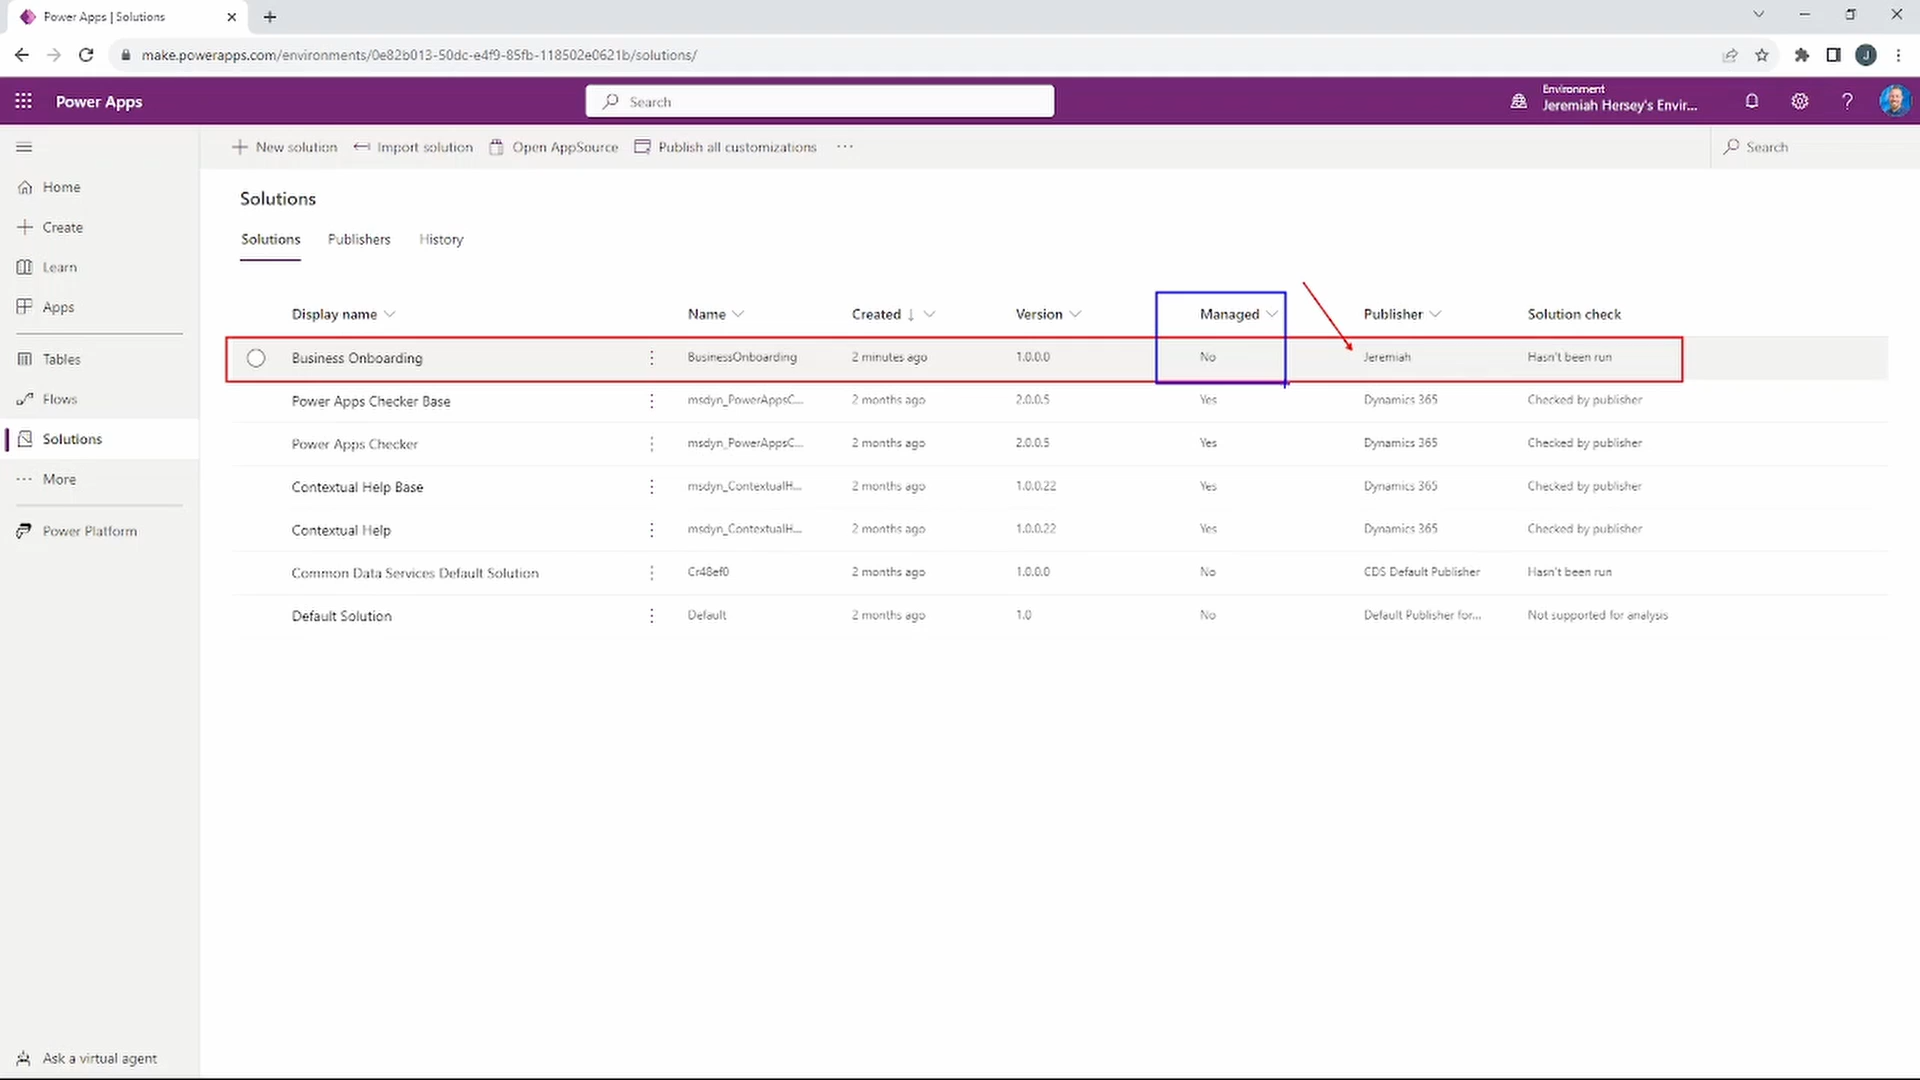 Power Apps | Solutions
make.powerapps.com/environments/0e82b013-50dc-e4f9-85fb-118502e0621b/solutions/
J
Power Apps
Search
Environment
Jeremiah Hersey's Envir...
New solution
Import solution
Open AppSource
Publish all customizations
Search
Home
Create
Learn
Apps
Tables
Flows
Solutions
More
Power Platform
Ask a virtual agent
Solutions
Solutions Publishers History
Display name Name Created Version Managed Publisher Solution check
Business Onboarding BusinessOnboarding 2 minutes ago 1.0.0.0 No Jeremiah Hasn't been run
Power Apps Checker Base msdyn_PowerAppsC... 2 months ago 2.0.0.5 Yes Dynamics 365 Checked by publisher
Power Apps Checker msdyn_PowerAppsC... 2 months ago 2.0.0.5 Yes Dynamics 365 Checked by publisher
Contextual Help Base msdyn_ContextualH... 2 months ago 1.0.0.22 Yes Dynamics 365 Checked by publisher
Contextual Help msdyn_ContextualH... 2 months ago 1.0.0.22 Yes Dynamics 365 Checked by publisher
Common Data Services Default Solution Cr48ef0 2 months ago 1.0.0.0 No CDS Default Publisher Hasn't been run
Default Solution Default 2 months ago 1.0 No Default Publisher for... Not supported for analysis